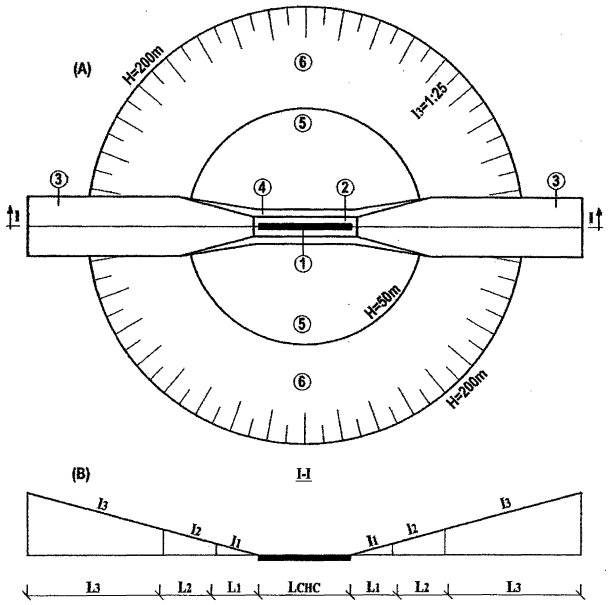 (A)
H=200m
6
I3=1:25
5
3
4
2
3
I
I
1
5
H=50m
6
H=200m
(B)
I-I
I3
I2
I1
I1
I2
I3
L3
L2
L1
LCHC
L1
L2
L3